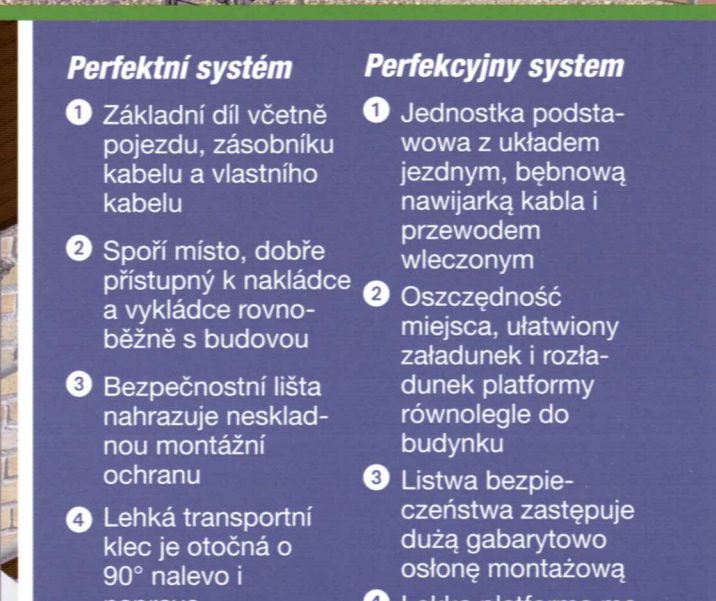 Perfektní systém
1 Základní díl včetně
pojezdu, zásobníku
kabelu a vlastního
kabelu
2 Spoří místo, dobře
přístupný k nakládce
a vykládce rovno-
běžně s budovou
3 Bezpečnostní lišta
nahrazuje nesklad-
nou montážní
ochranu
4 Lehká transportní
klec je otočná o
90° nalevo i
Perfekcyjny system
1 Jednostka podsta-
wowa z układem
jezdnym, bębnową
nawijarką kabla i
przewodem
wleczonym
2 Oszczędność
miejsca, ułatwiony
załadunek i rozła-
dunek platformy
równolegle do
budynku
3 Listwa bezpie-
czeństwa zastępuje
dużą gabarytowo
osłonę montażową